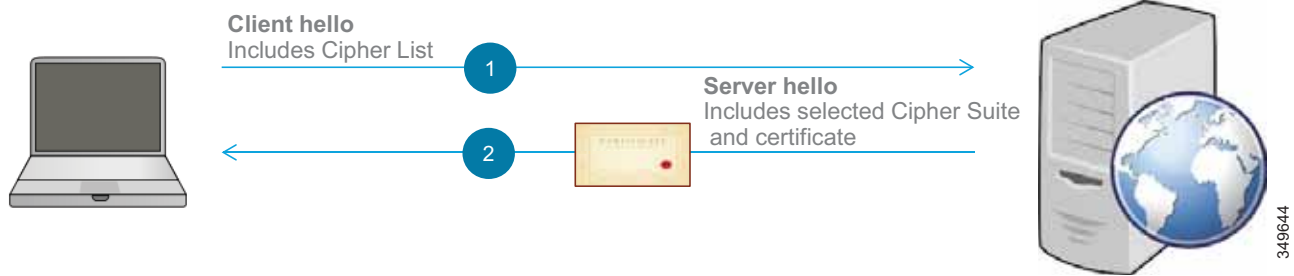 Client hello
Includes Cipher List
1
Server hello
Includes selected Cipher Suite
and certificate
2
349644